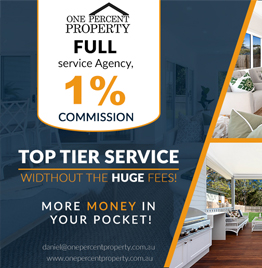 ONE PERCENT
PROPERTY
FULL
service Agency,
1%
COMMISSION
TOP TIER SERVICE
WIDTHOUT THE HUGE FEES!
MORE MONEY IN
YOUR POCKET!
daniel@onepercentproperty.com.au
www.onepercentproperty.com.au